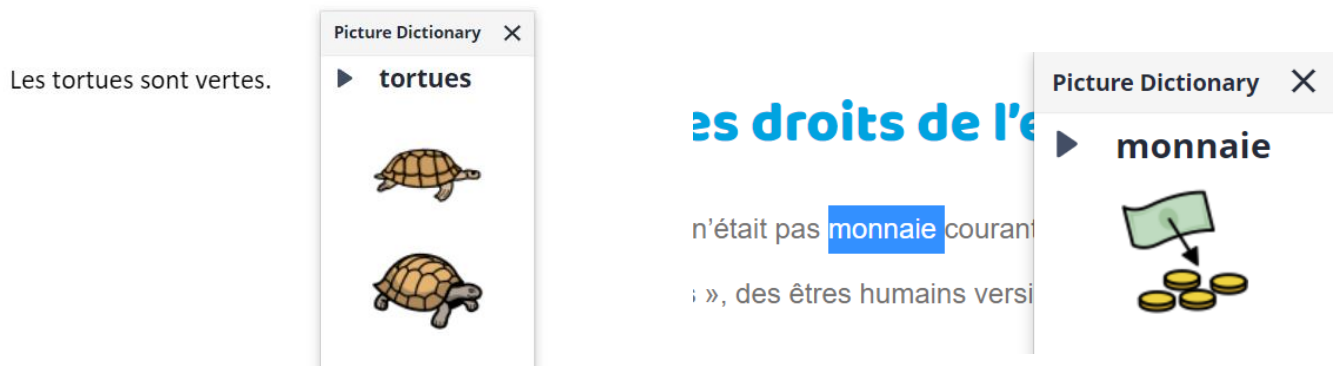 Picture Dictionary
Les tortues sont vertes.
tortues
Picture Dictionary
es droits de l'e
monnaie
n'était pas monnaie courant
», des êtres humains versi